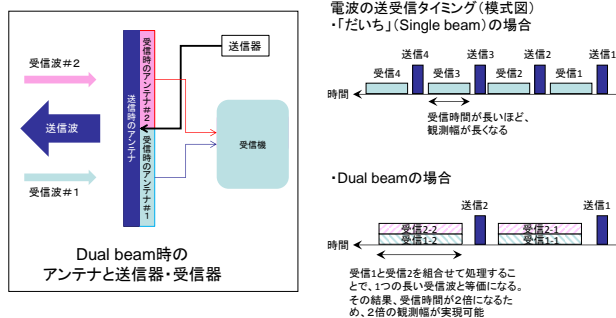 受信波#2
送信波
受信波#1
送信時のアンテナ
受信時のアンテナ#2
受信時のアンテナ#1
送信器
受信機
Dual beam時の
アンテナと送信器・受信器
電波の送受信タイミング(模式図)
・「だいち」(Single beam)の場合
送信4 送信3 送信2 送信1
受信4 受信3 受信2 受信1
時間
受信時間が長いほど、
観測幅が長くなる
・Dual beamの場合
送信2 送信1
受信2-2 受信2-1
受信1-2 受信1-1
時間
受信1と受信2を組合せて処理するこ
とで、1つの長い受信波と等価になる。
その結果、受信時間が2倍になるた
め、2倍の観測幅が実現可能